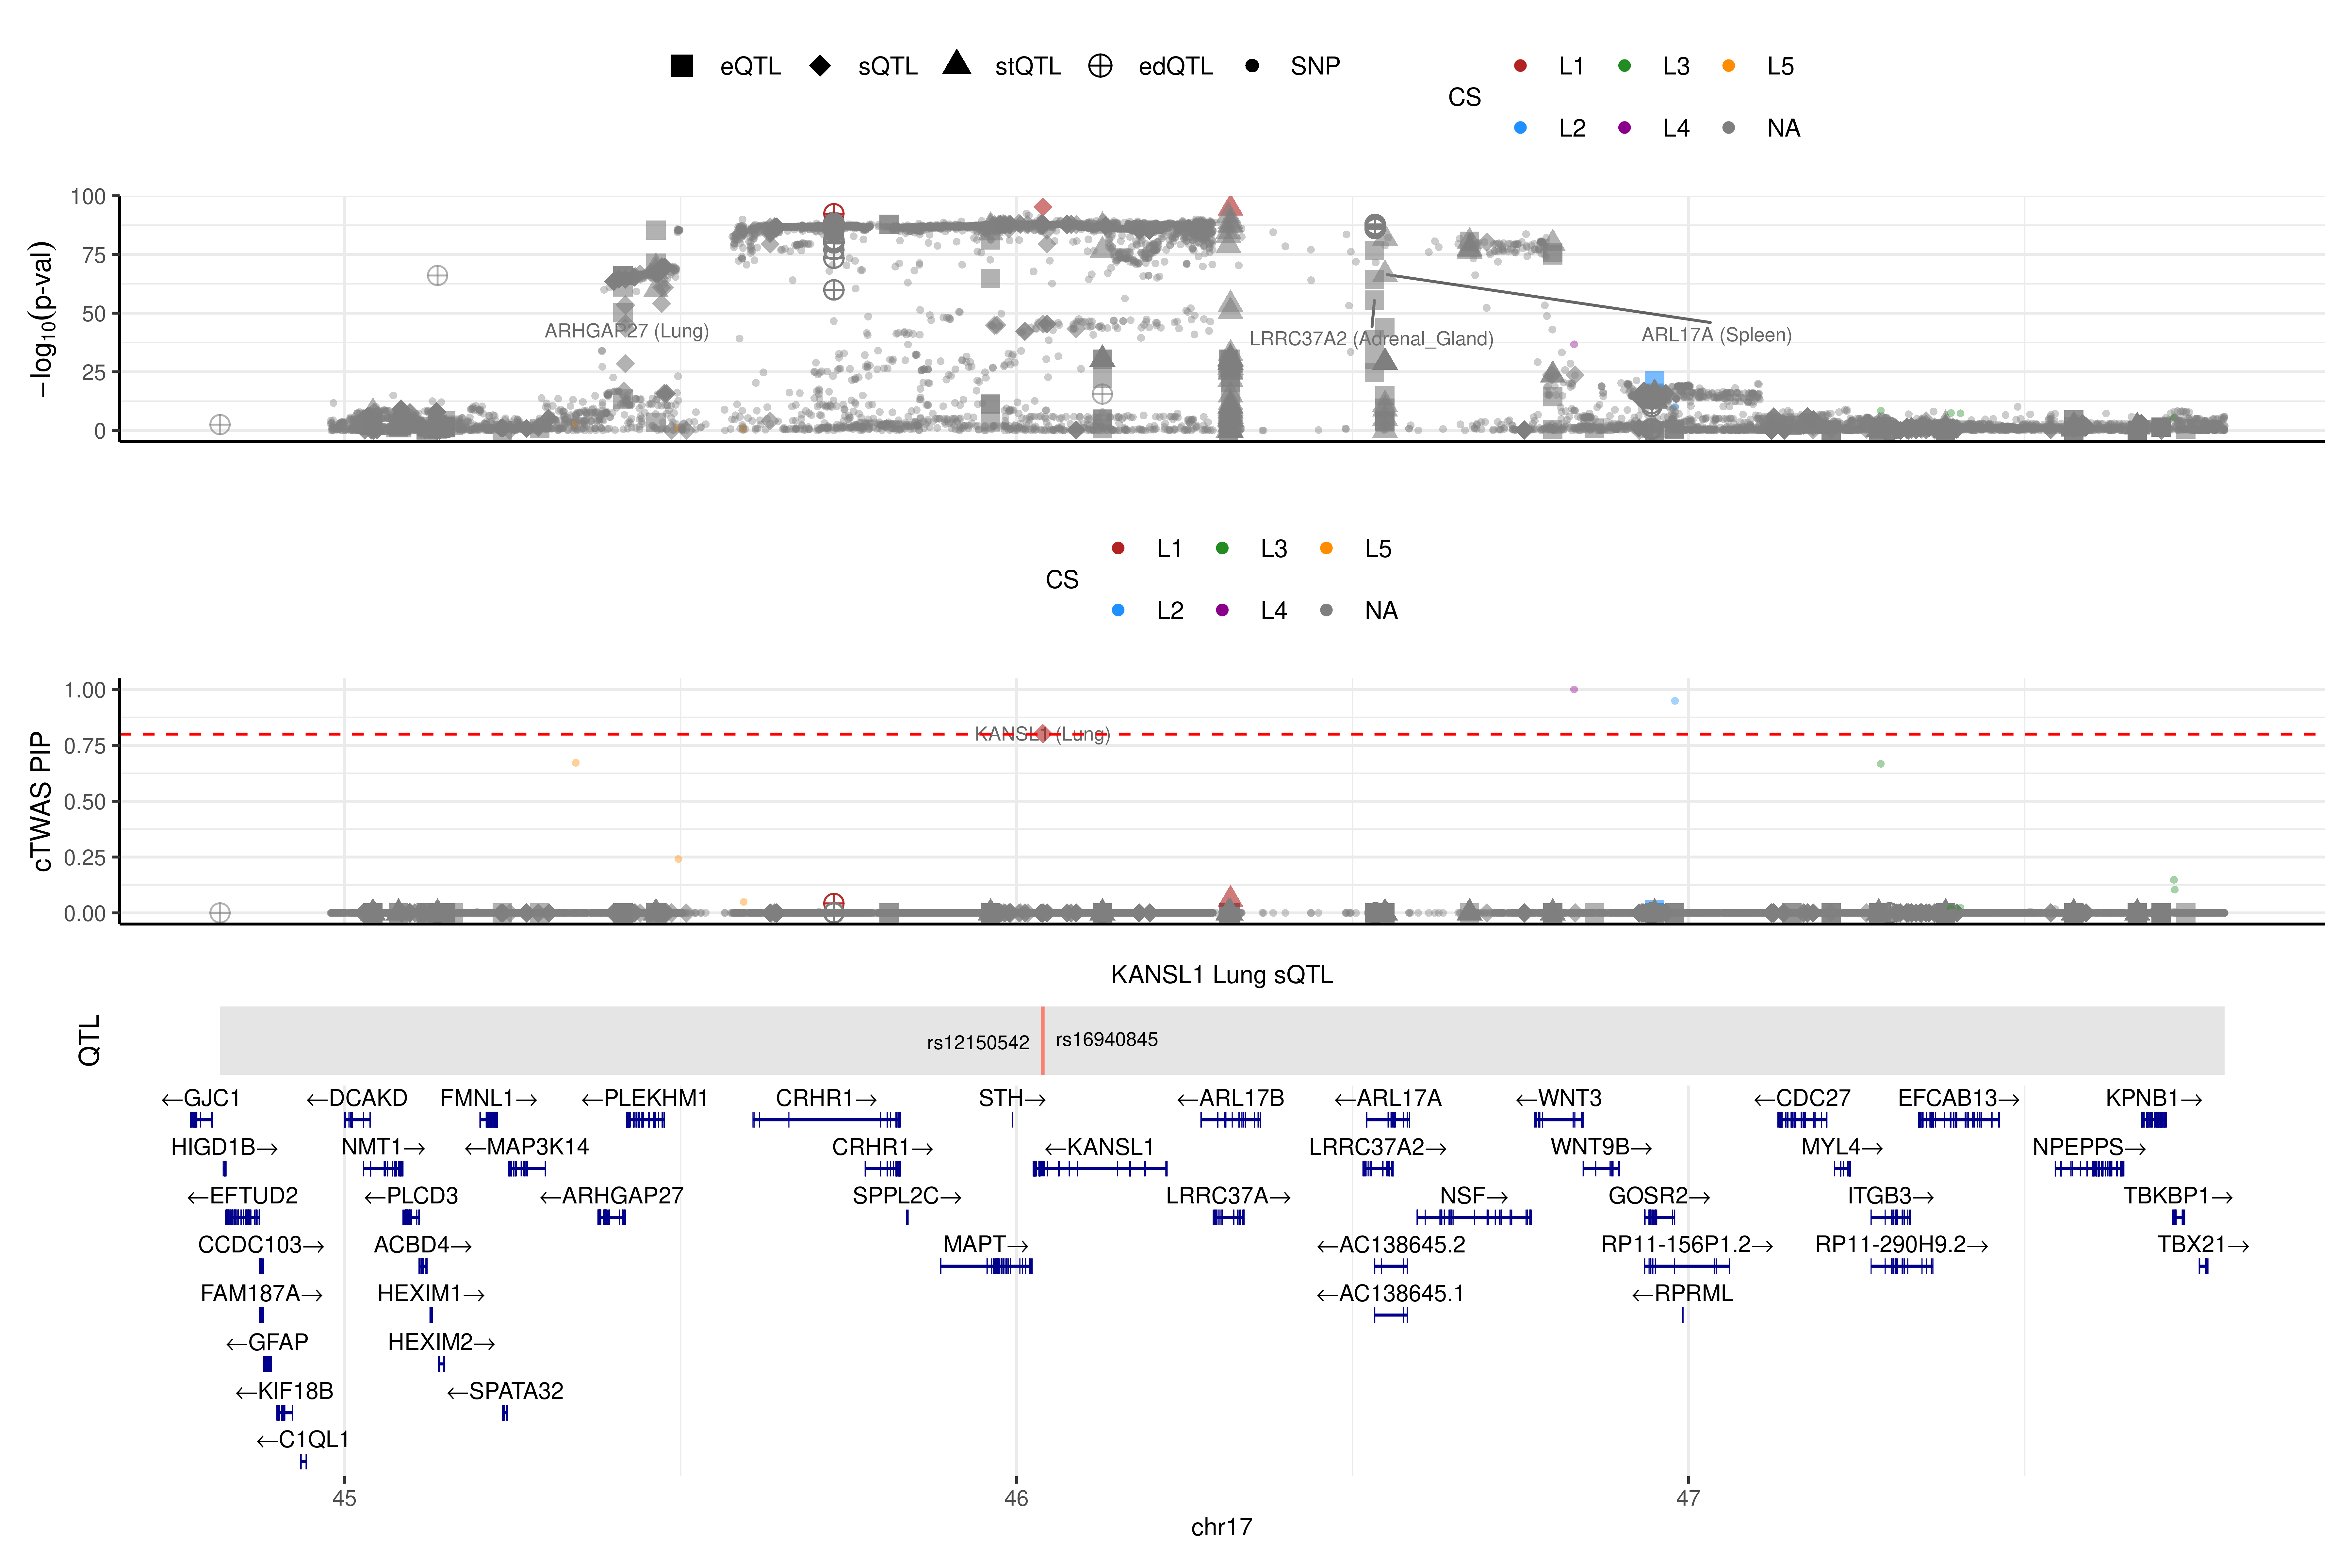 eQTL sQTL stQTL edQTL SNP
CS
L1 L3 L5
L2 L4 NA
−log10(p-val)
100
75
50
25
0
ARHGAP27 (Lung)
LRRC37A2 (Adrenal_Gland)
ARL17A (Spleen)
CS
L1 L3 L5
L2 L4 NA
cTWAS PIP
1.00
0.75
0.50
0.25
0.00
KANSL1 (Lung)
KANSL1 Lung sQTL
QTL
rs12150542 rs16940845
←GJC1 ←DCAKD FMNL1→ ←PLEKHM1 CRHR1→ STH→ ←ARL17B ←ARL17A ←WNT3 ←CDC27 EFCAB13→ KPNB1→
HIGD1B→ NMT1→ ←MAP3K14 CRHR1→ ←KANSL1 LRRC37A2→ WNT9B→ MYL4→ NPEPPS→
←EFTUD2 ←PLCD3 ←ARHGAP27 SPPL2C→ LRRC37A→ NSF→ GOSR2→ ITGB3→ TBKBP1→
CCDC103→ ACBD4→ MAPT→ ←AC138645.2 RP11-156P1.2→ RP11-290H9.2→ TBX21→
FAM187A→ HEXIM1→ ←AC138645.1 ←RPRML
←GFAP HEXIM2→
←KIF18B ←SPATA32
←C1QL1
45 46 47
chr17